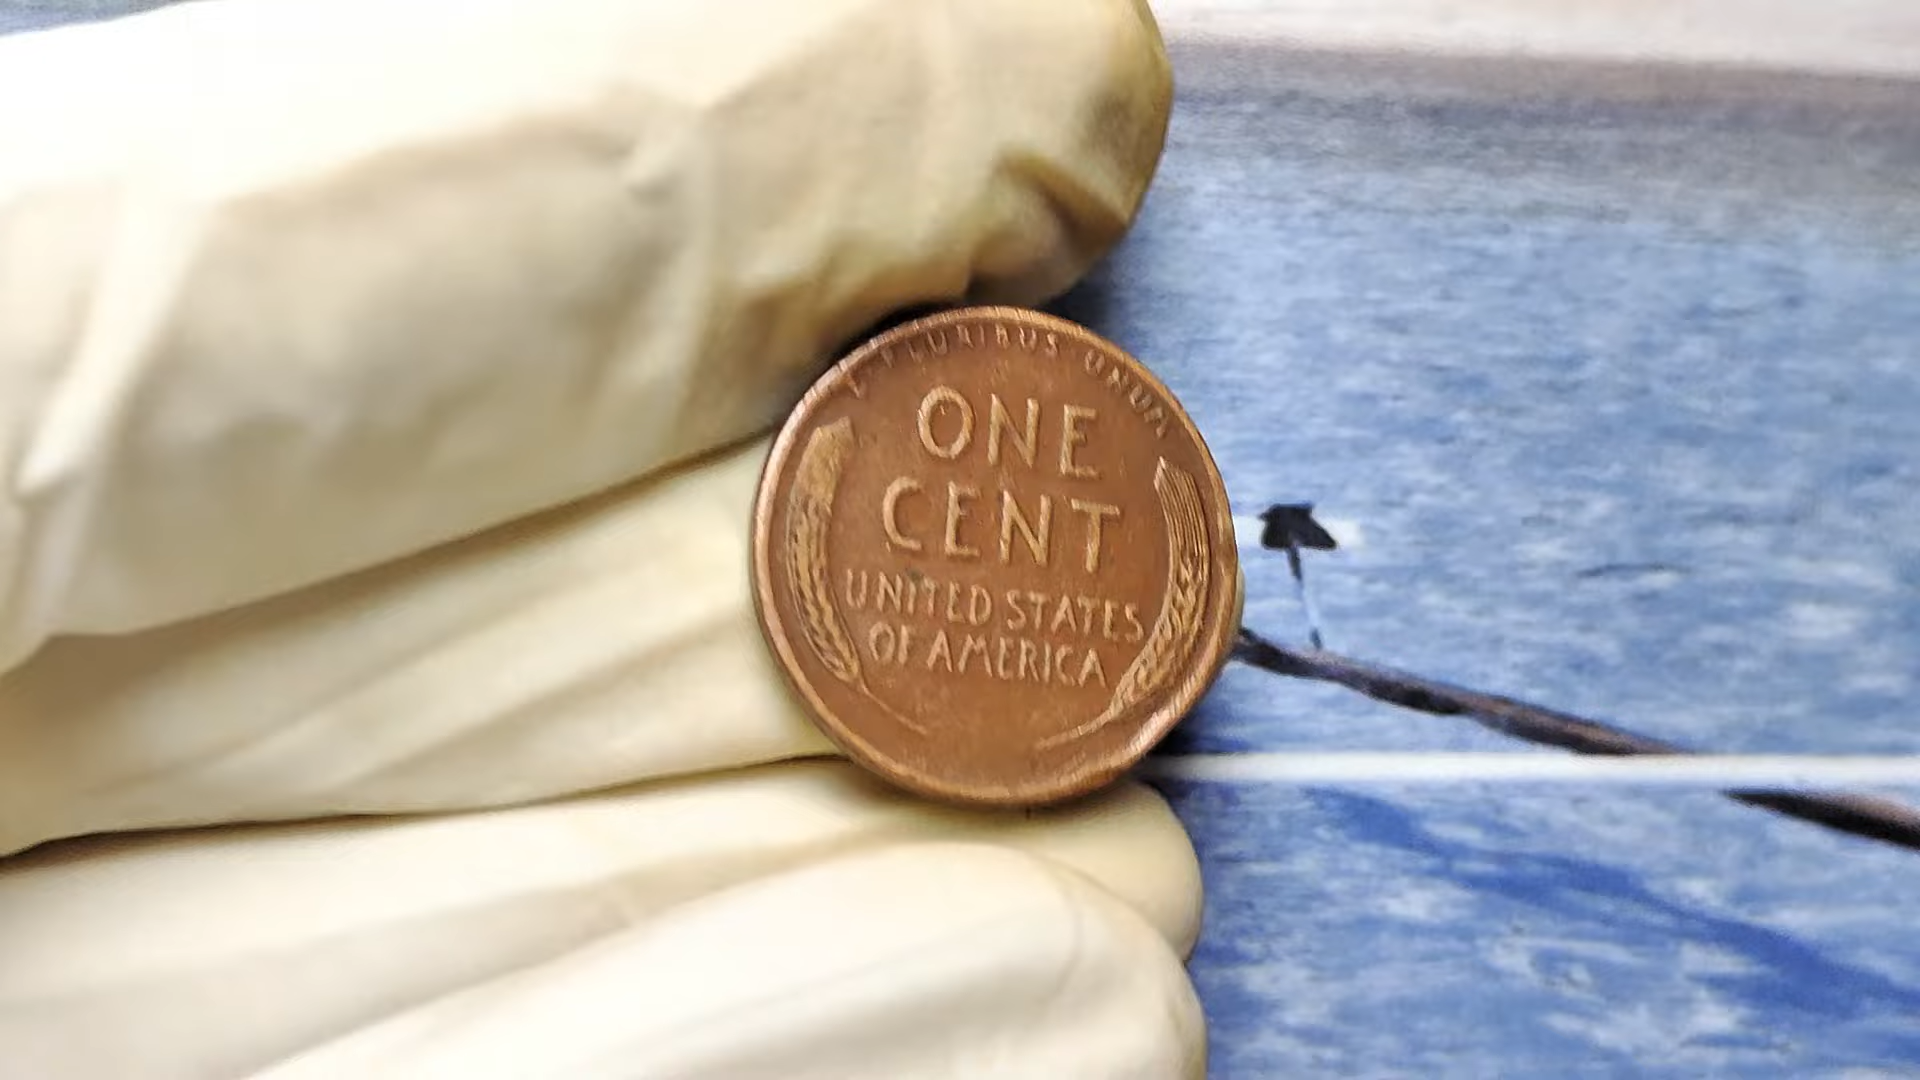 E PLURIBUS UNUM
ONE
CENT
UNITED STATES
OF AMERICA